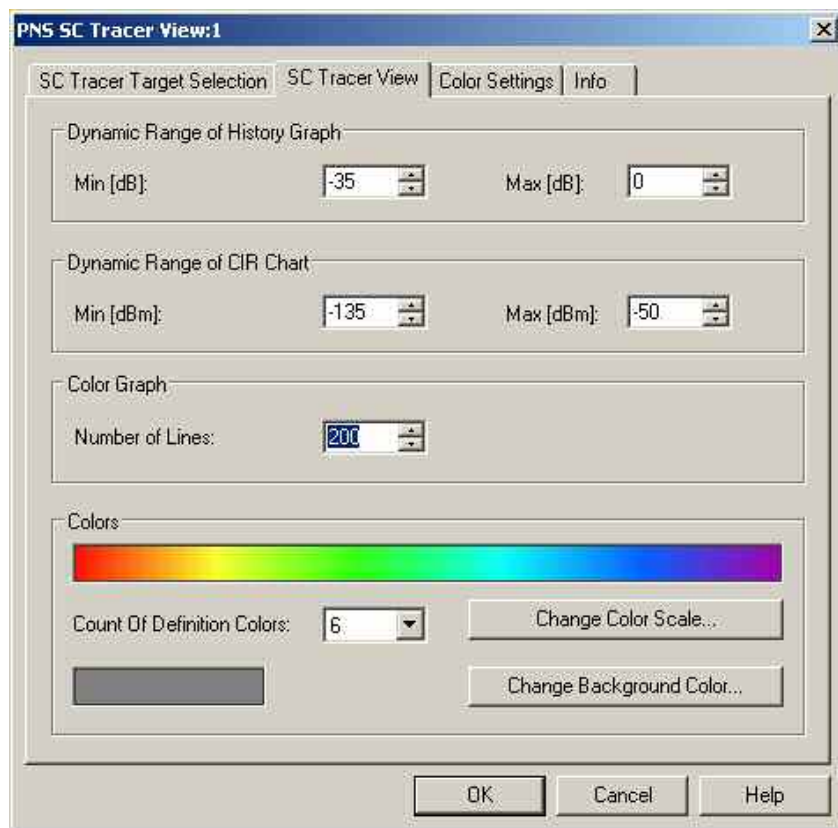 PNS SC Tracer View:1
SC Tracer Target Selection SC Tracer View Color Settings Info
Dynamic Range of History Graph
Min [dB]: -35 Max [dB]: 0
Dynamic Range of CIR Chart
Min [dBm]: -135 Max [dBm]: -50
Color Graph
Number of Lines: 200
Colors
Count Of Definition Colors: 6 Change Color Scale...
Change Background Color...
OK Cancel Help